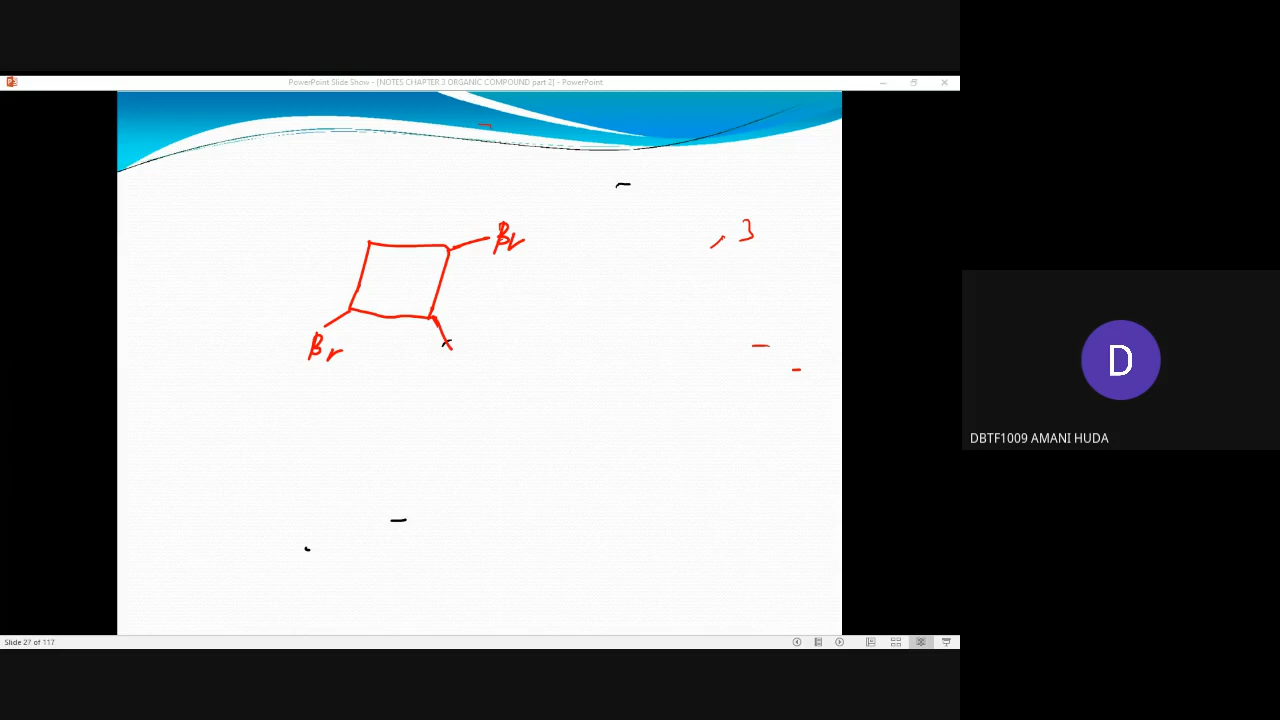 PowerPoint Slide Show - [NOTES CHAPTER 3 ORGANIC COMPOUND part 2] - PowerPoint
Br
, 3
Br
DBTF1009 AMANI HUDA
D
Slide 27 of 117